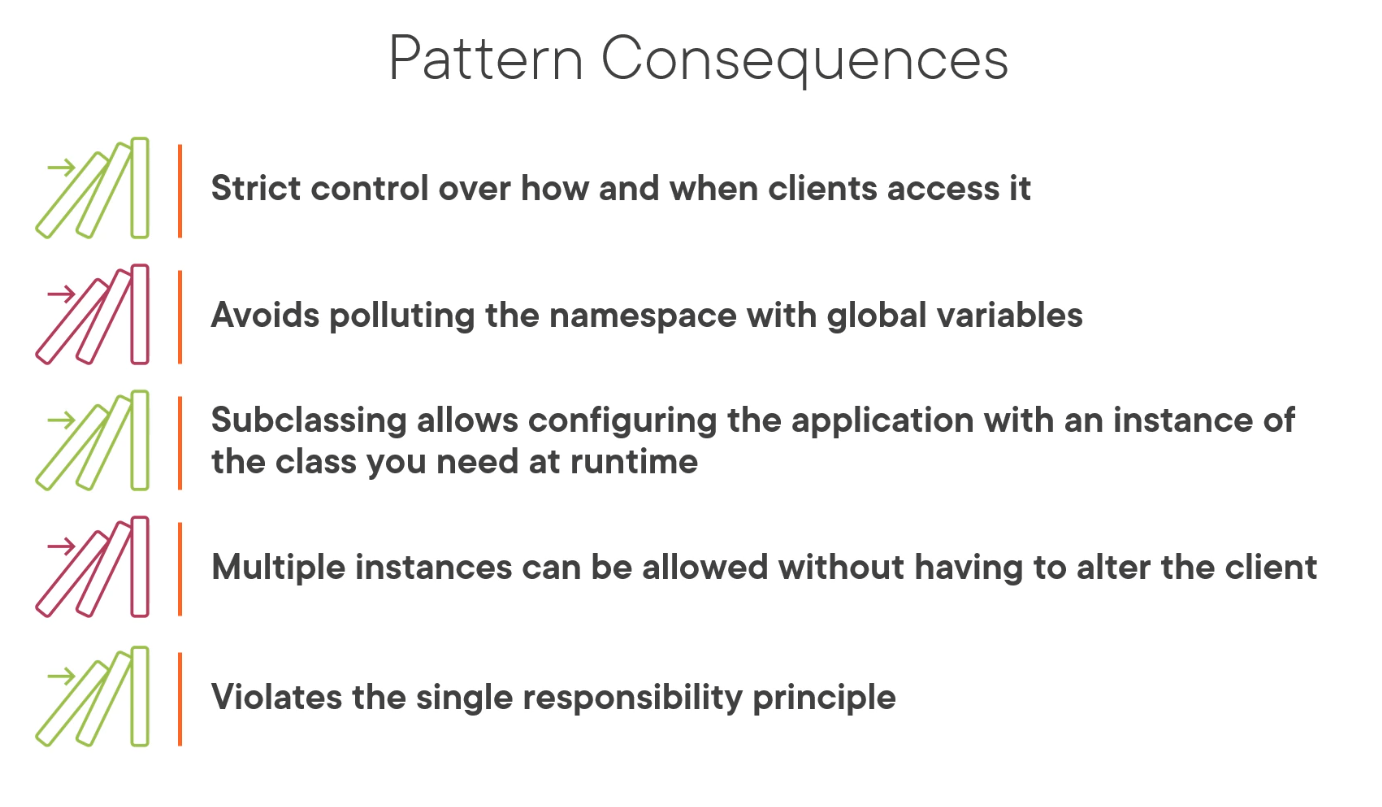 Pattern Consequences
Strict control over how and when clients access it
Avoids polluting the namespace with global variables
Subclassing allows configuring the application with an instance of
the class you need at runtime
Multiple instances can be allowed without having to alter the client
Violates the single responsibility principle